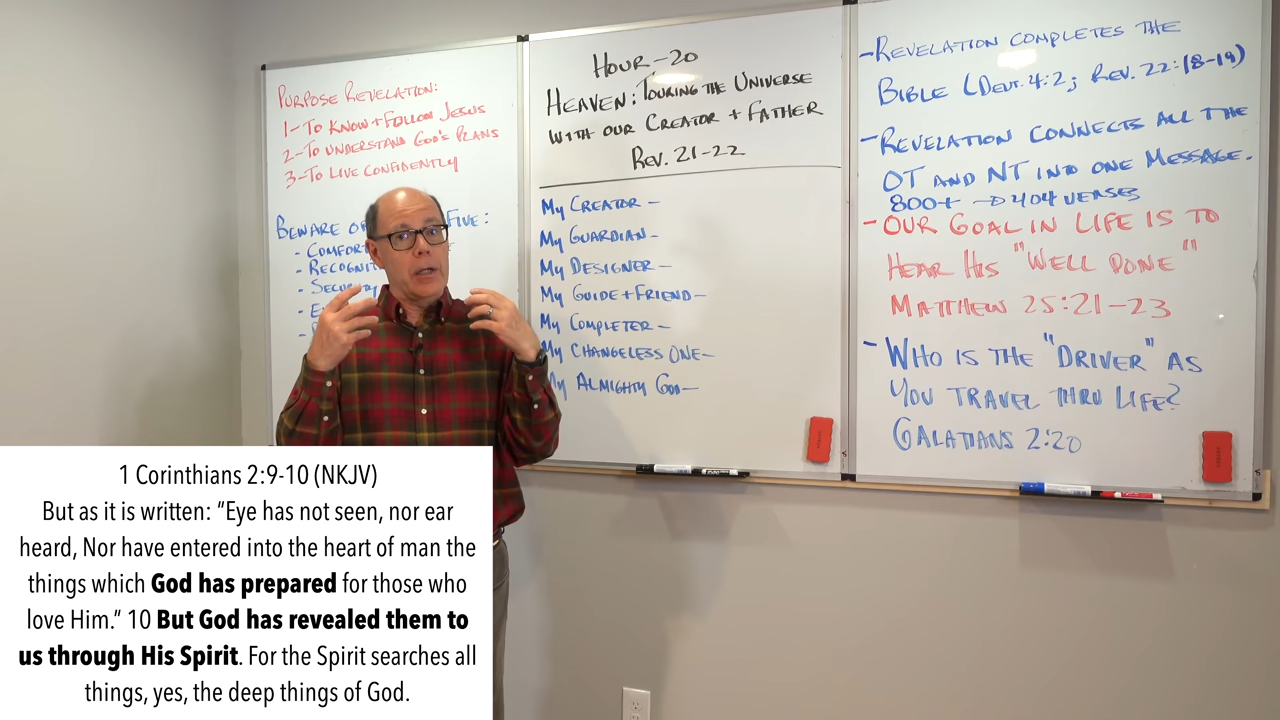 PURPOSE REVELATION:
1-TO KNOW + FOLLOW JESUS
2-TO UNDERSTAND GOD'S PLANS
3-TO LIVE CONFIDENTLY
BEWARE FIVE:
- COMFORT
- RECOGNIT
- SECURITY
HOUR-20
HEAVEN: TOURING THE UNIVERSE
WITH OUR CREATOR + FATHER
REV. 21-22
MY CREATOR -
MY GUARDIAN -
MY DESIGNER -
MY GUIDE + FRIEND -
MY COMPLETER -
MY CHANGELESS ONE -
MY ALMIGHTY GOD -
- REVELATION COMPLETES THE
BIBLE (DEUT. 4:2; REV. 22:18-19)
- REVELATION CONNECTS ALL THE
OT AND NT INTO ONE MESSAGE.
800+ → 404 VERSES
- OUR GOAL IN LIFE IS TO
HEAR HIS "WELL DONE"
MATTHEW 25:21-23
- WHO IS THE "DRIVER" AS
YOU TRAVEL THRU LIFE?
GALATIANS 2:20
1 Corinthians 2:9-10 (NKJV)
But as it is written: “Eye has not seen, nor ear
heard, Nor have entered into the heart of man the
things which God has prepared for those who
love Him.” 10 But God has revealed them to
us through His Spirit. For the Spirit searches all
things, yes, the deep things of God.